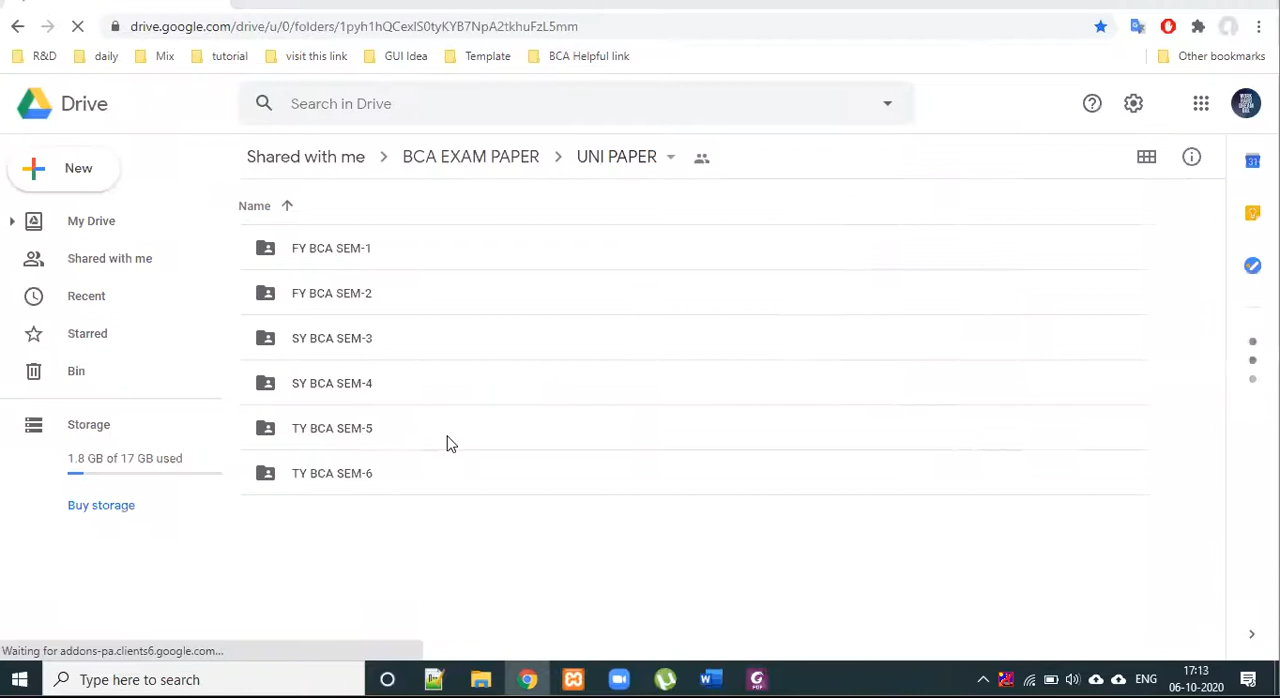 drive.google.com/drive/u/0/folders/1pyh1hQCexIS0tyKYB7NpA2tkhuFzL5mm
R&D daily Mix tutorial visit this link GUI Idea Template BCA Helpful link Other bookmarks
Drive Search in Drive
Shared with me BCA EXAM PAPER UNI PAPER
New
Name
My Drive
Shared with me
Recent
Starred
Bin
Storage
1.8 GB of 17 GB used
Buy storage
FY BCA SEM-1
FY BCA SEM-2
SY BCA SEM-3
SY BCA SEM-4
TY BCA SEM-5
TY BCA SEM-6
31
Waiting for addons-pa.clients6.google.com...
Type here to search
ENG
17:13
06-10-2020